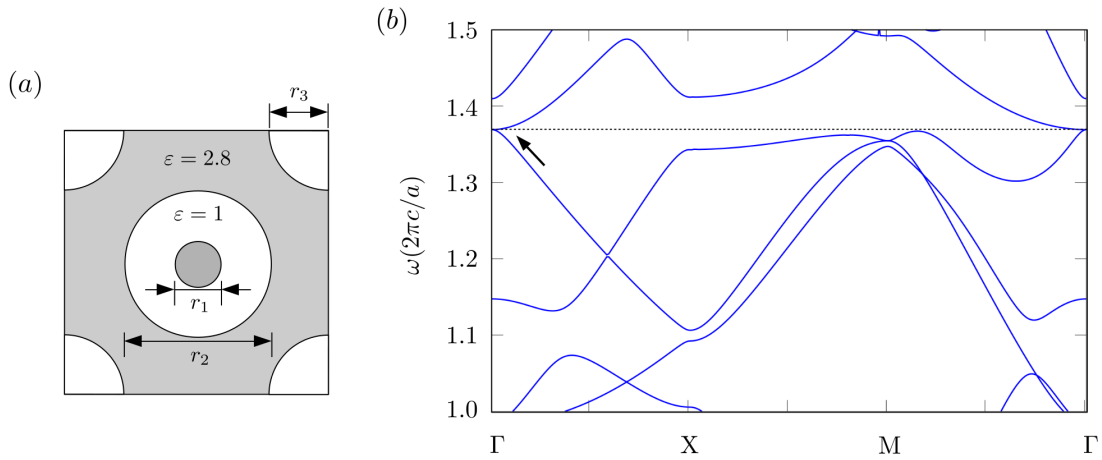 (a)
r₃
ε = 2.8
ε = 1
r₁
r₂
(b)
ω(2πc/a)
1.5
1.4
1.3
1.2
1.1
1.0
Γ X M Γ